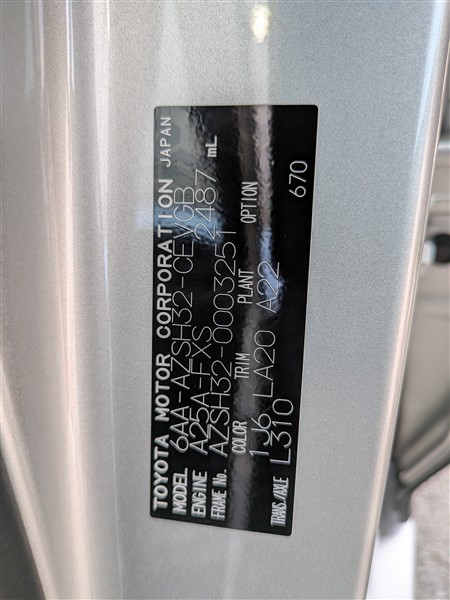 TOYOTA MOTOR CORPORATION JAPAN
MODEL 6AA-AZSH32-CEVGB
ENGINE A25A-FXS 2487 mL
FRAME No. AZSH32-0003251
COLOR TRIM PLANT OPTION
1J6 LA20 A22 670
TRANS./AXLE L310